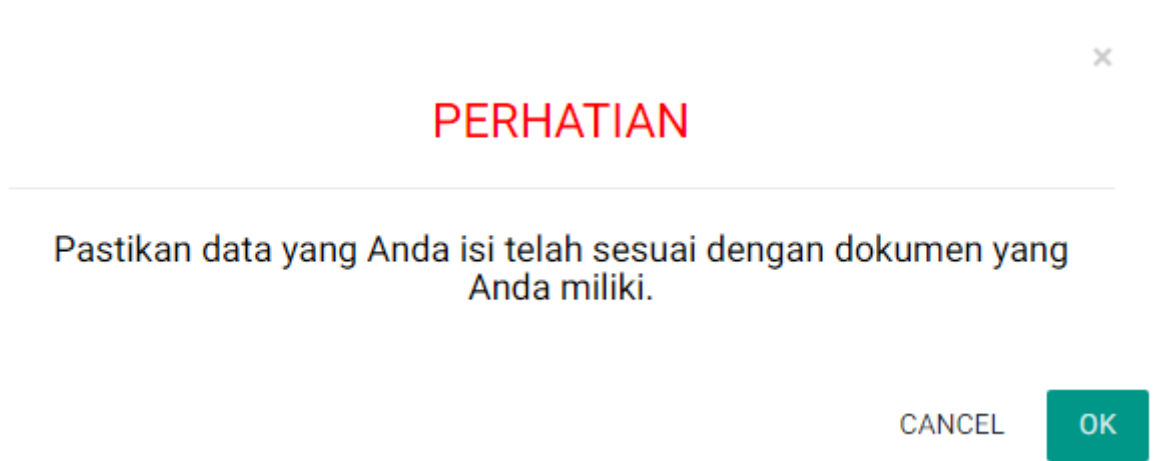 ×
PERHATIAN
Pastikan data yang Anda isi telah sesuai dengan dokumen yang
Anda miliki.
CANCEL OK